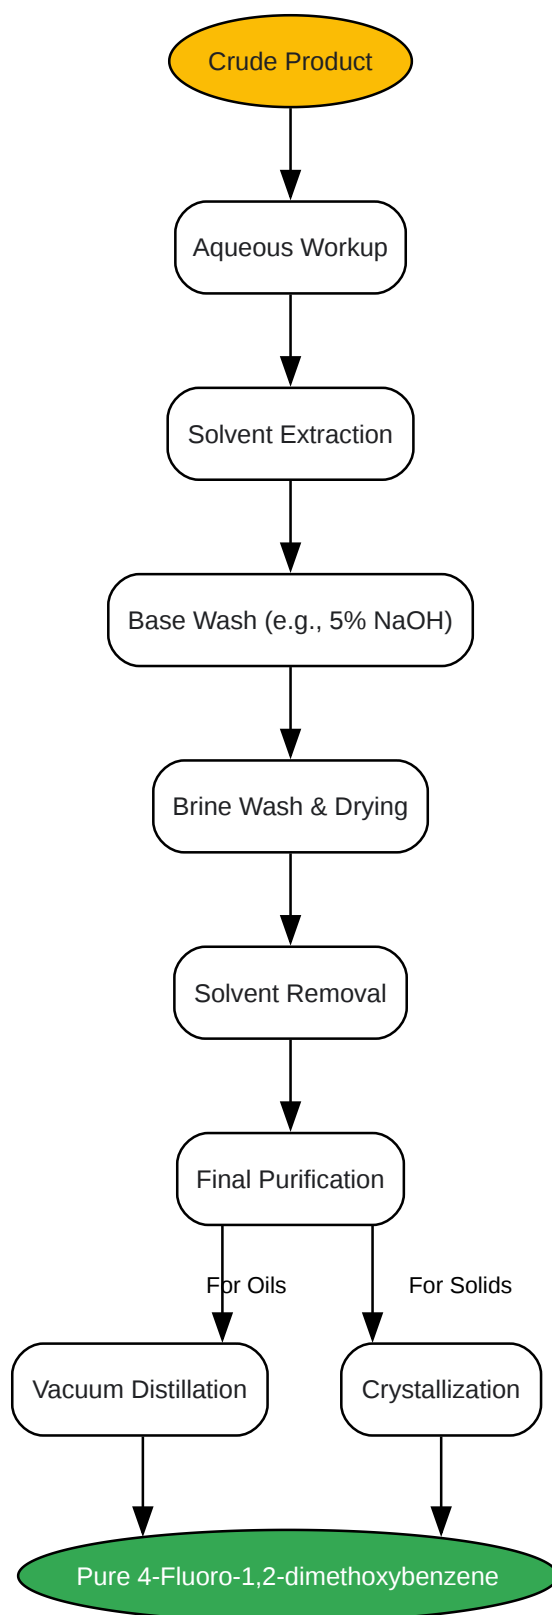 Crude Product
Aqueous Workup
Solvent Extraction
Base Wash (e.g., 5% NaOH)
Brine Wash & Drying
Solvent Removal
Final Purification
For Oils
For Solids
Vacuum Distillation
Crystallization
Pure 4-Fluoro-1,2-dimethoxybenzene